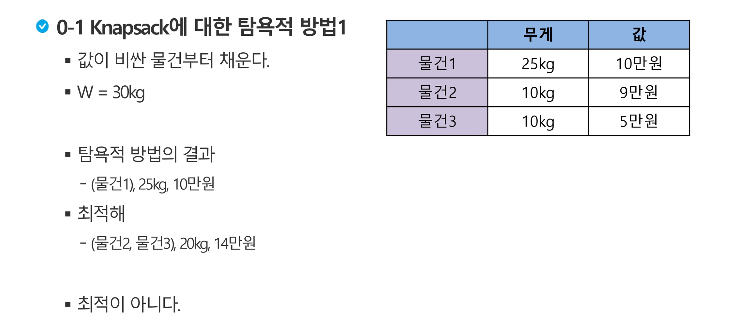 0-1 Knapsack에 대한 탐욕적 방법1
▪ 값이 비싼 물건부터 채운다.
▪ W = 30kg
▪ 탐욕적 방법의 결과
- (물건1), 25kg, 10만원
▪ 최적해
- (물건2, 물건3), 20kg, 14만원
▪ 최적이 아니다.
무게 값
물건1 25kg 10만원
물건2 10kg 9만원
물건3 10kg 5만원